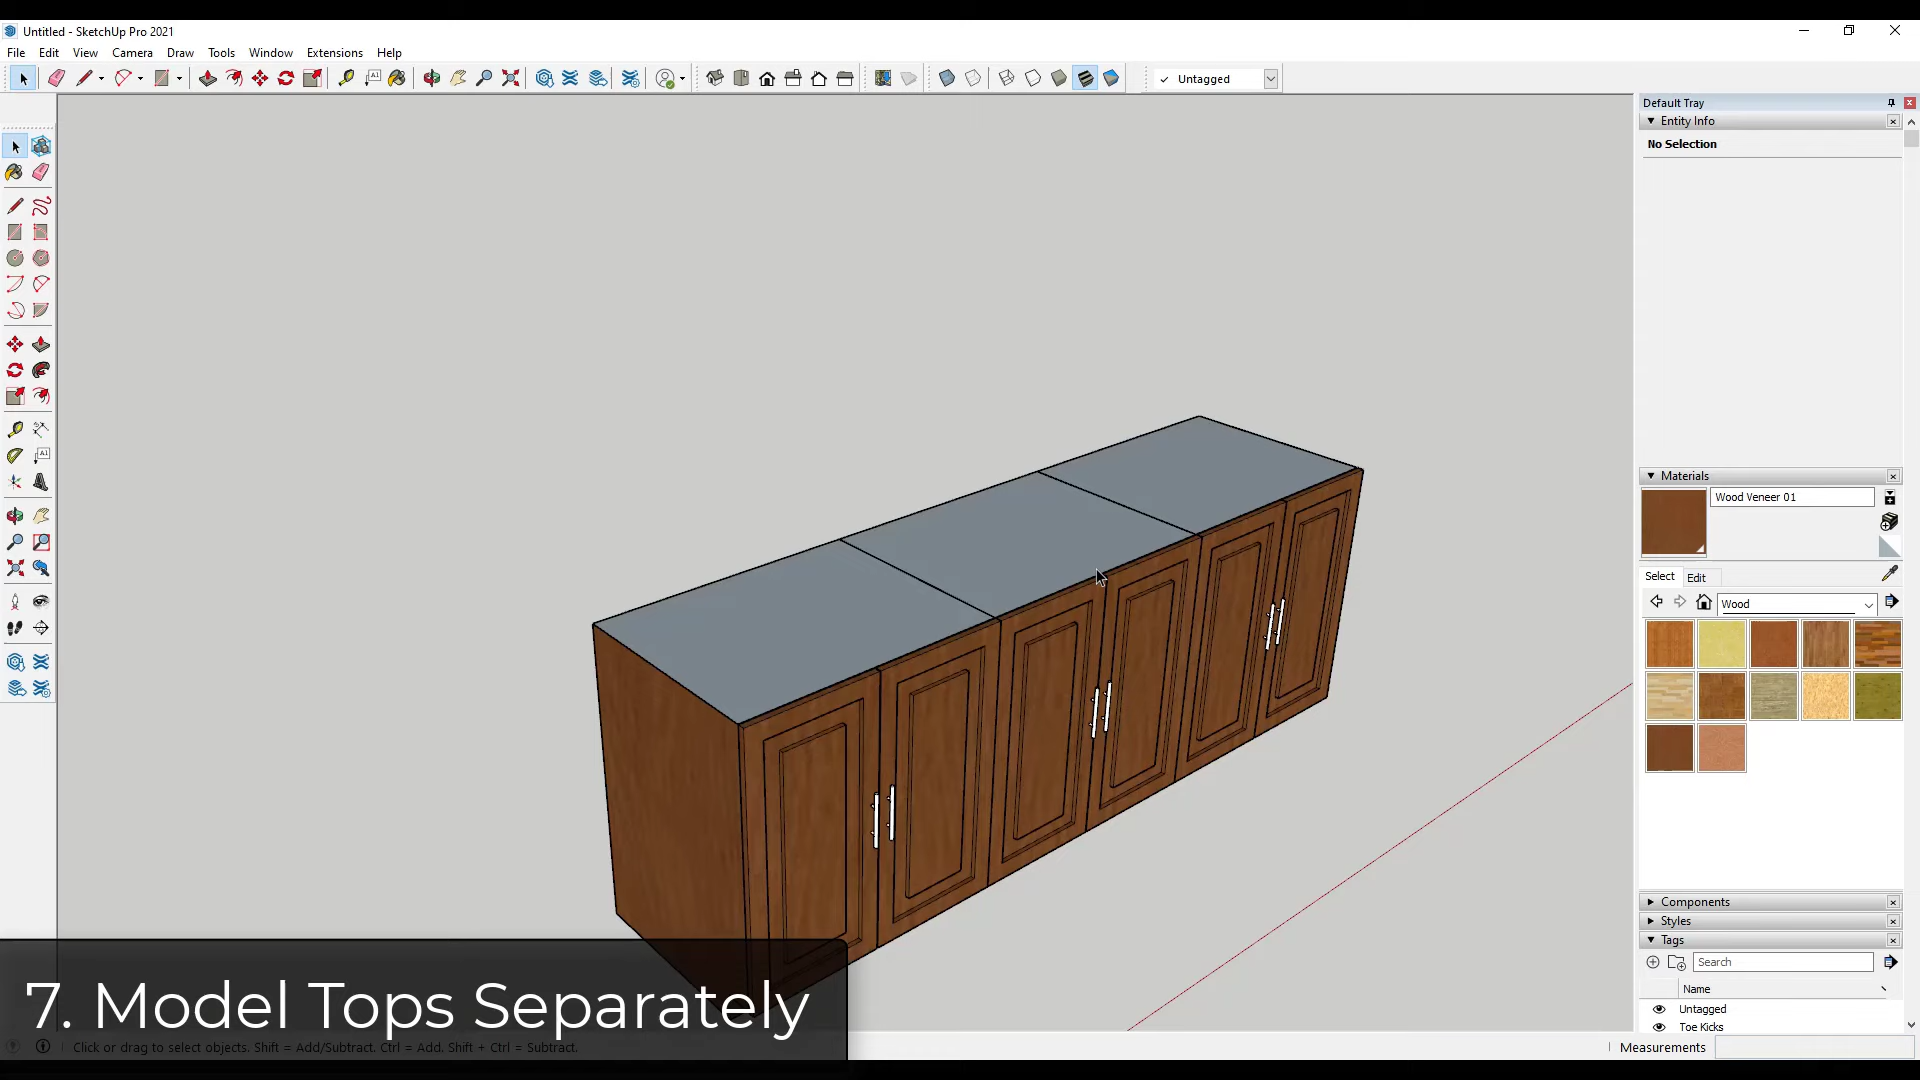 Untitled - SketchUp Pro 2021
File Edit View Camera Draw Tools Window Extensions Help
A1
Untagged
Default Tray
Entity Info
No Selection
A1
Materials
Wood Veneer 01
Select Edit
Wood
Components
Styles
Tags
Search
Name
Untagged
Toe Kicks
7. Model Tops Separately
Click or drag to select objects. Shift = Add/Subtract. Ctrl = Add. Shift + Ctrl = Subtract.
Measurements